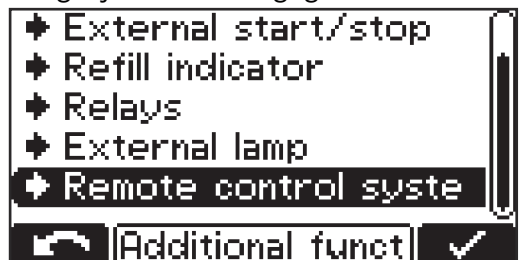 External start/stop
Refill indicator
Relays
External lamp
Remote control syste
Additional funct